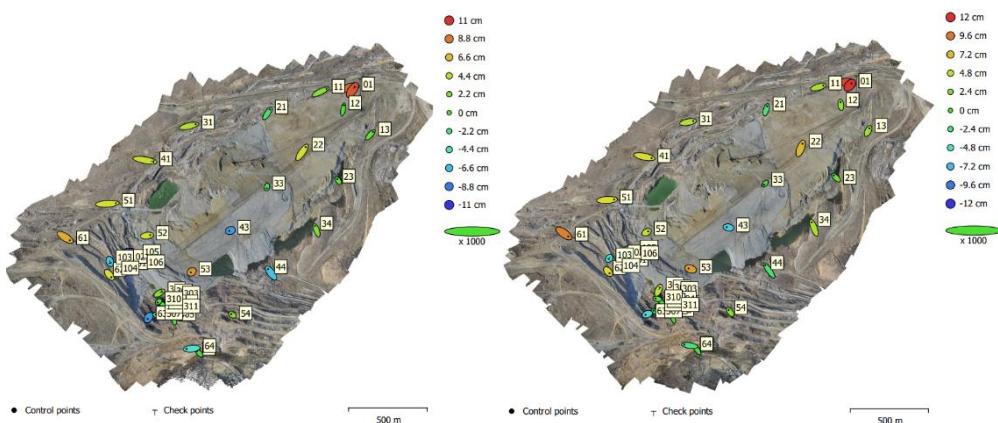 11 cm
8.8 cm
6.6 cm
4.4 cm
2.2 cm
0 cm
-2.2 cm
-4.4 cm
-6.6 cm
-8.8 cm
-11 cm
x 1000
11
01
21
12
31
13
22
41
23
33
51
34
43
52
61
105
103
104
106
53
44
310
303
311
54
64
Control points
Check points
500 m
12 cm
9.6 cm
7.2 cm
4.8 cm
2.4 cm
0 cm
-2.4 cm
-4.8 cm
-7.2 cm
-9.6 cm
-12 cm
x 1000
11
01
21
12
31
13
22
41
23
33
51
34
43
52
61
103
104
106
53
44
310
303
311
54
64
Control points
Check points
500 m